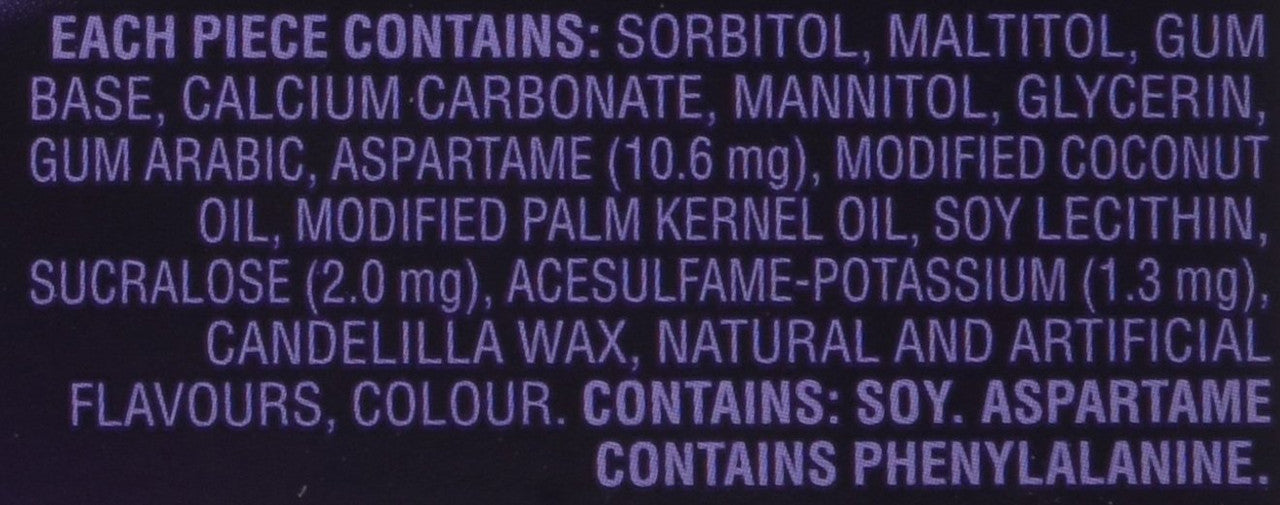 EACH PIECE CONTAINS: SORBITOL, MALTITOL, GUM
BASE, CALCIUM CARBONATE, MANNITOL, GLYCERIN,
GUM ARABIC, ASPARTAME (10.6 mg), MODIFIED COCONUT
OIL, MODIFIED PALM KERNEL OIL, SOY LECITHIN,
SUCRALOSE (2.0 mg), ACESULFAME-POTASSIUM (1.3 mg),
CANDELILLA WAX, NATURAL AND ARTIFICIAL
FLAVOURS, COLOUR. CONTAINS: SOY. ASPARTAME
CONTAINS PHENYLALANINE.